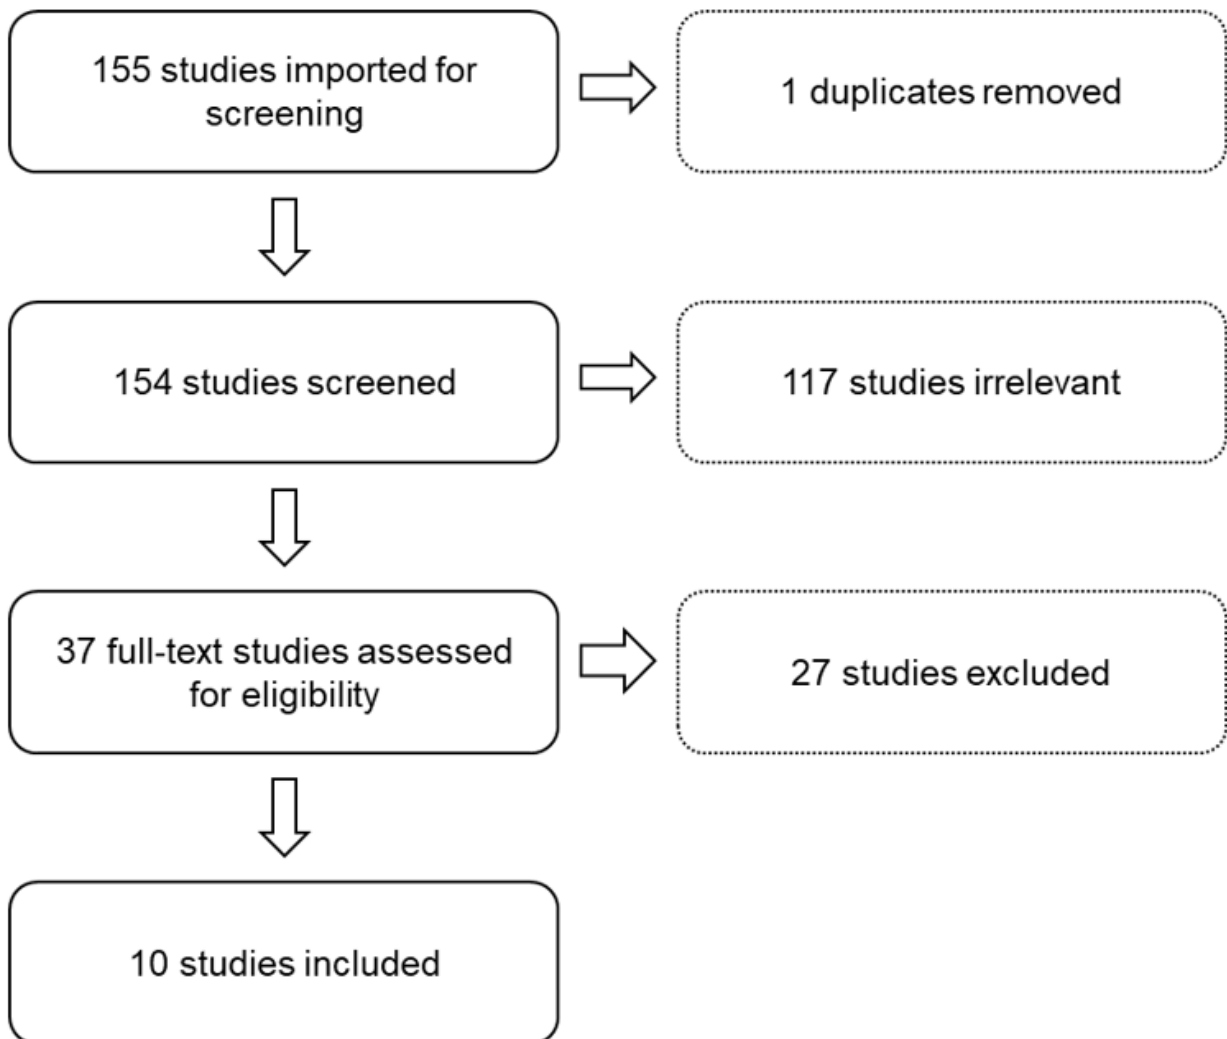 155 studies imported for
screening
1 duplicates removed
154 studies screened
117 studies irrelevant
37 full-text studies assessed
for eligibility
27 studies excluded
10 studies included